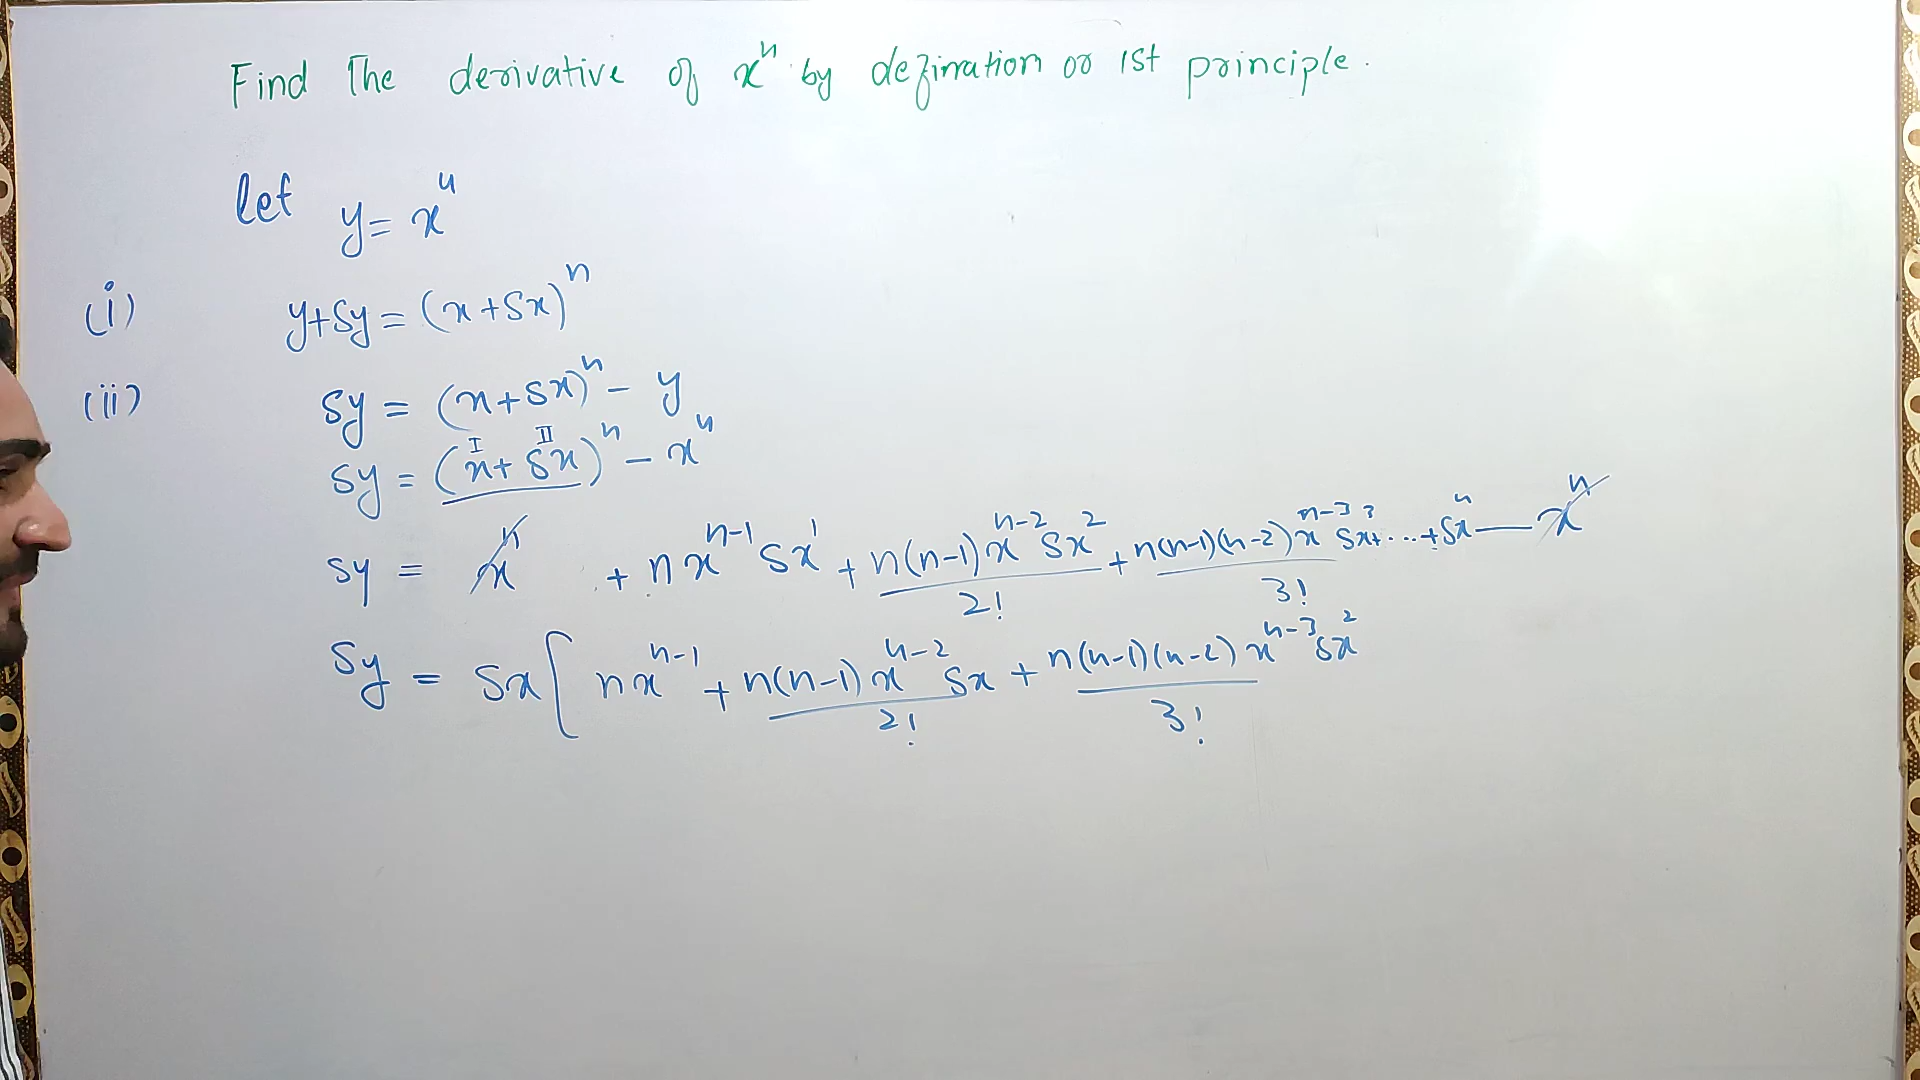 Find The derivative of xⁿ by defination or 1st principle.
let y = xⁿ
(i) y+δy = (x+δx)ⁿ
(ii) δy = (x+δx)ⁿ - y
I II
δy = (x+δx)ⁿ - xⁿ
δy = xⁿ + nxⁿ⁻¹δx¹ + n(n-1)xⁿ⁻²δx²/2! + n(n-1)(n-2)xⁿ⁻³δx³/3! + ... + δxⁿ - xⁿ
δy = δx[nxⁿ⁻¹ + n(n-1)xⁿ⁻²δx/2! + n(n-1)(n-2)xⁿ⁻³δx²/3!